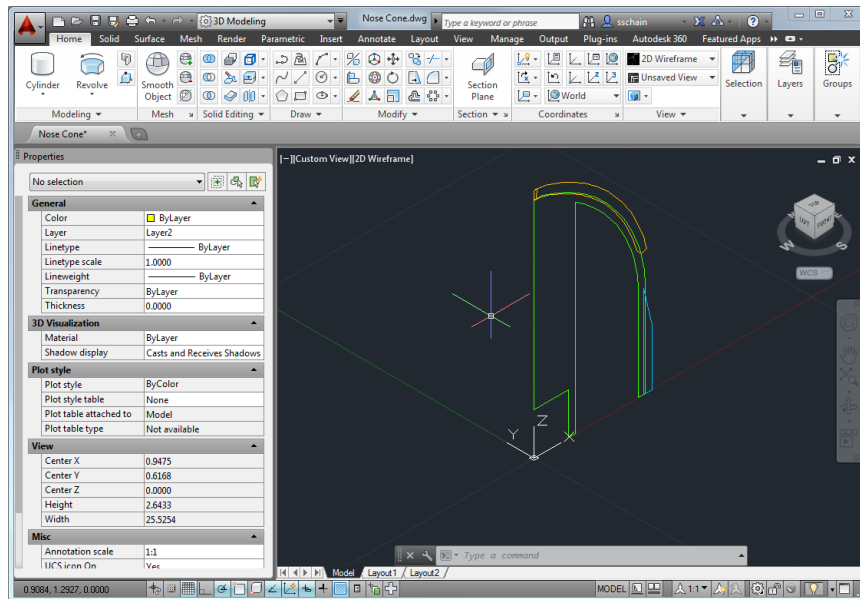 3D Modeling
Nose Cone.dwg
Type a keyword or phrase
sschain
Home Solid Surface Mesh Render Parametric Insert Annotate Layout View Manage Output Plug-ins Autodesk 360 Featured Apps
Cylinder
Revolve
Smooth Object
Section Plane
World
2D Wireframe
Unsaved View
Selection
Layers
Groups
Modeling
Mesh
Solid Editing
Draw
Modify
Section
Coordinates
View
Nose Cone*
Properties
No selection
General
Color ByLayer
Layer Layer2
Linetype ByLayer
Linetype scale 1.0000
Lineweight ByLayer
Transparency ByLayer
Thickness 0.0000
3D Visualization
Material ByLayer
Shadow display Casts and Receives Shadows
Plot style
Plot style ByColor
Plot style table None
Plot table attached to Model
Plot table type Not available
View
Center X 0.9475
Center Y 0.6168
Center Z 0.0000
Height 2.6433
Width 25.5254
Misc
Annotation scale 1:1
UCS icon On Yes
[−][Custom View][2D Wireframe]
TOP
LEFT
FRONT
S
WCS
Z
Y
X
Type a command
Model Layout1 Layout2
0.9084, 1.2927, 0.0000
MODEL
1:1